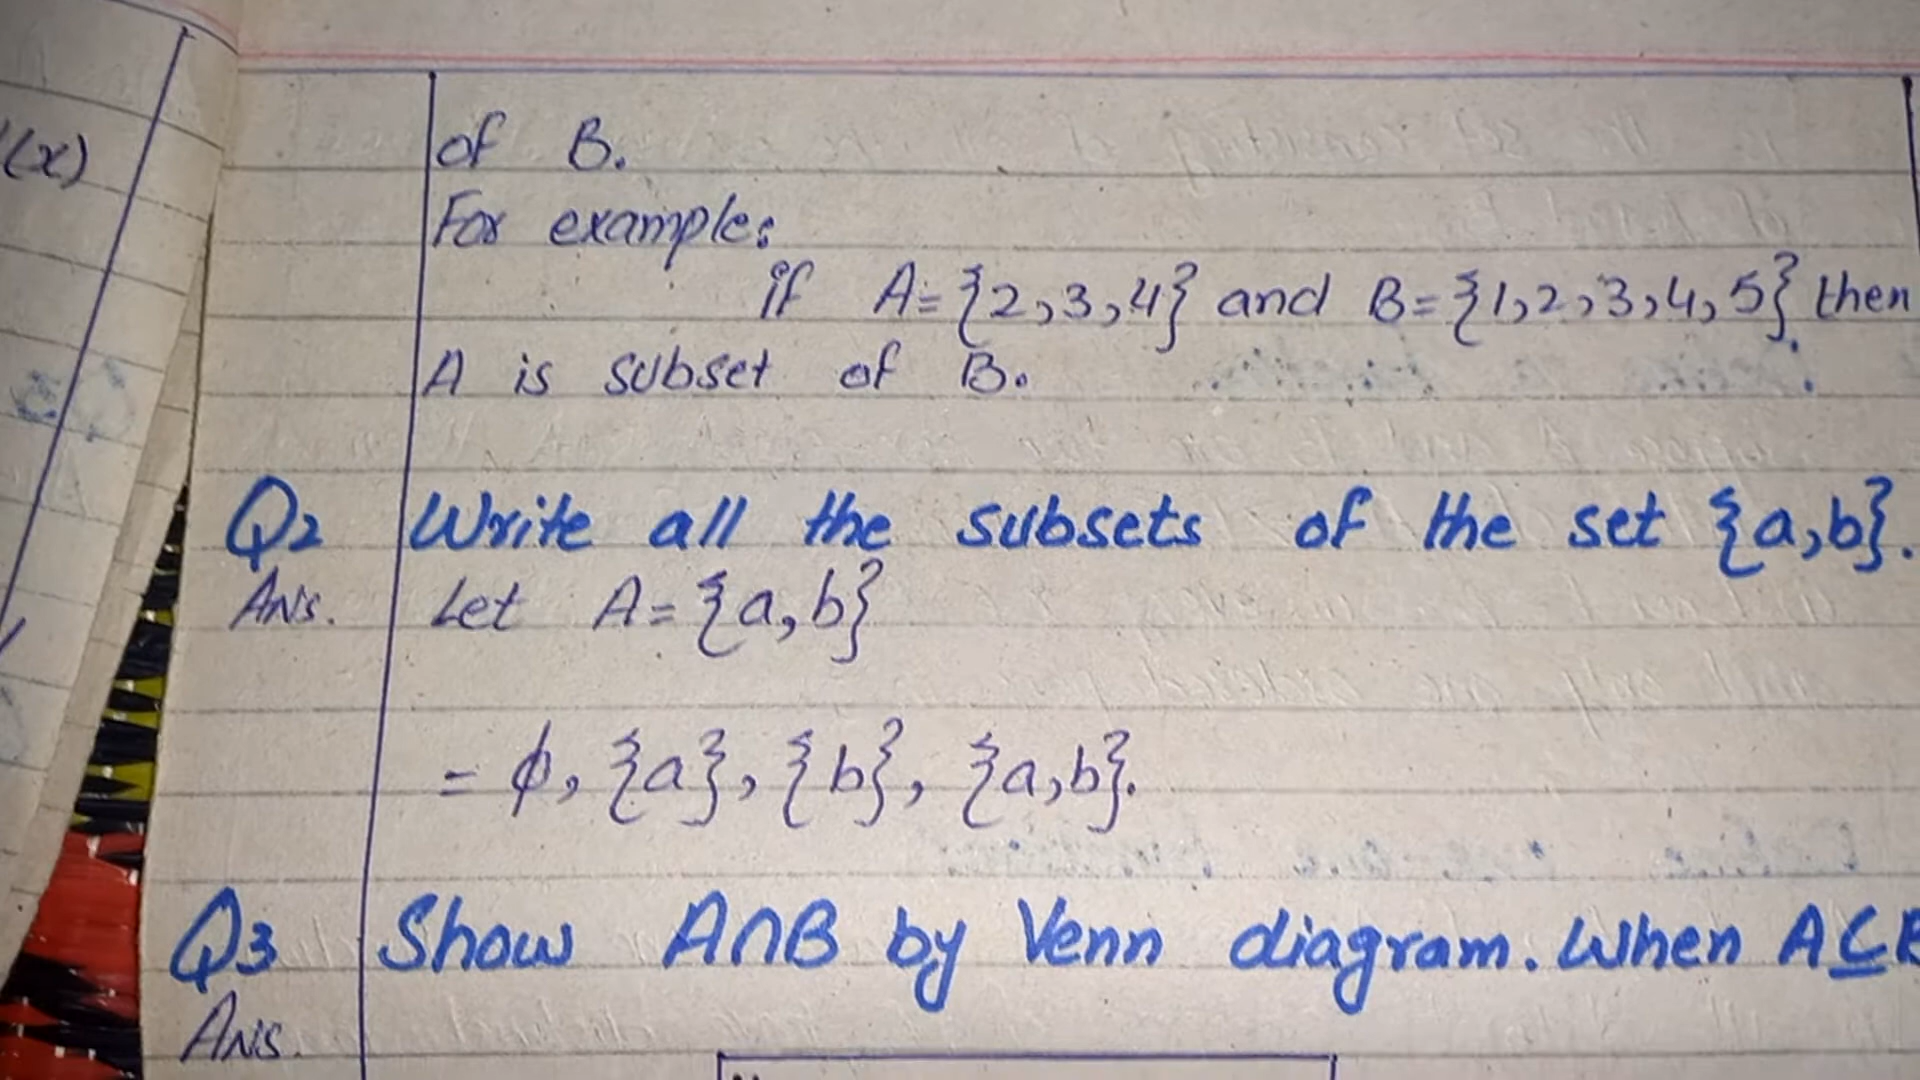 (x)
of B.
For example:
if A={2,3,4} and B={1,2,3,4,5} then
A is subset of B.
Q2 Write all the subsets of the set {a,b}.
Ans. Let A={a,b}
= ϕ, {a}, {b}, {a,b}.
Q3 Show A∩B by Venn diagram. When A⊆B
Ans.